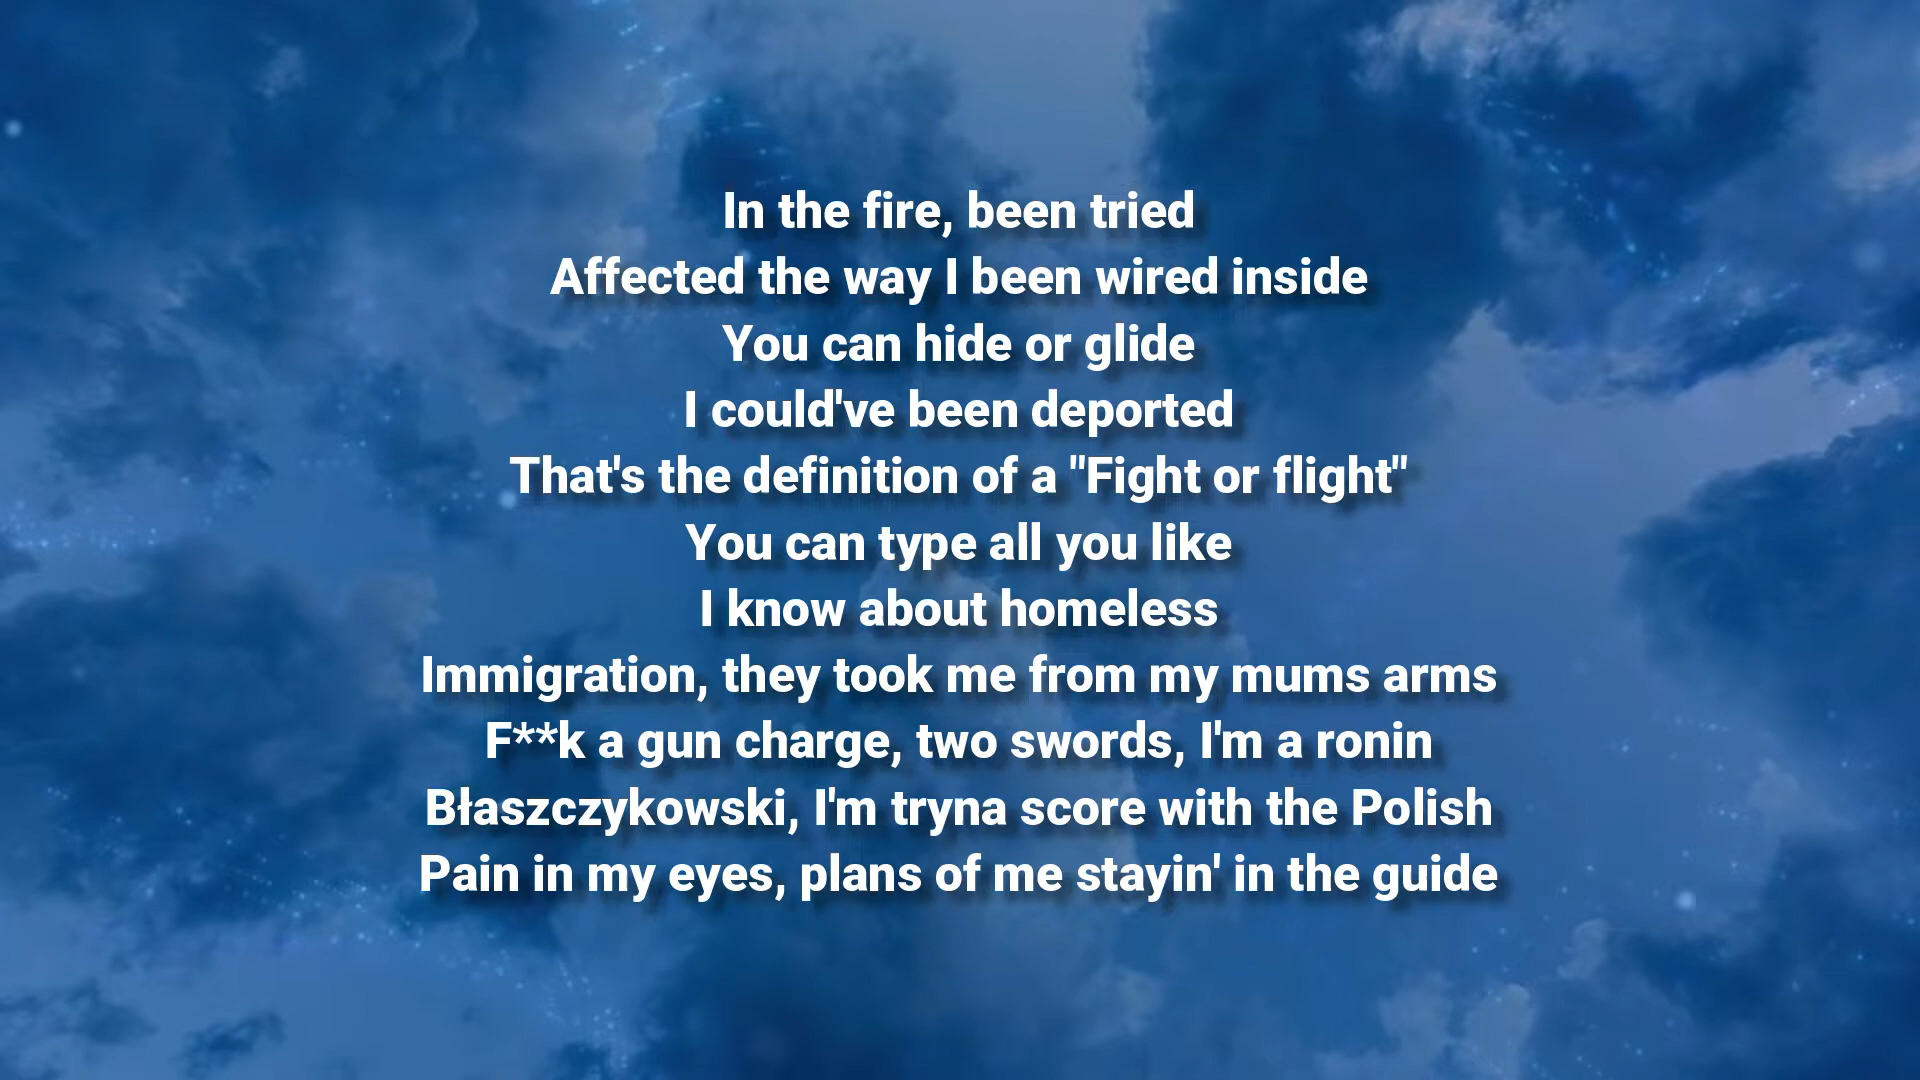 In the fire, been tried
Affected the way I been wired inside
You can hide or glide
I could've been deported
That's the definition of a "Fight or flight"
You can type all you like
I know about homeless
Immigration, they took me from my mums arms
F**k a gun charge, two swords, I'm a ronin
Błaszczykowski, I'm tryna score with the Polish
Pain in my eyes, plans of me stayin' in the guide